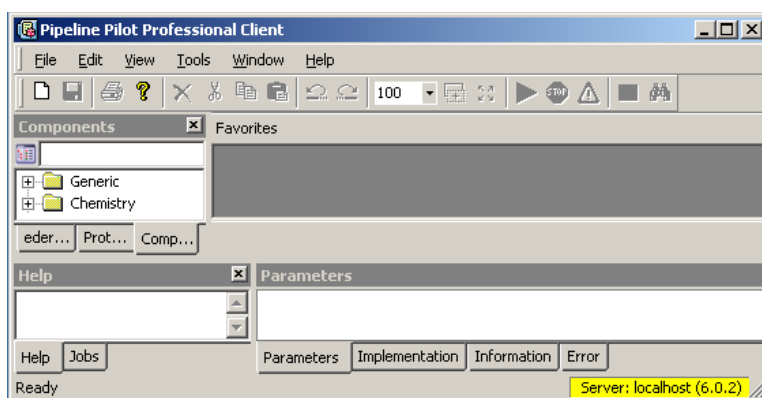 Pipeline Pilot Professional Client
File Edit View Tools Window Help
100 STOP
Components Favorites
Generic
Chemistry
eder... Prot... Comp...
Help Parameters
Help Jobs Parameters Implementation Information Error
Ready Server: localhost (6.0.2)